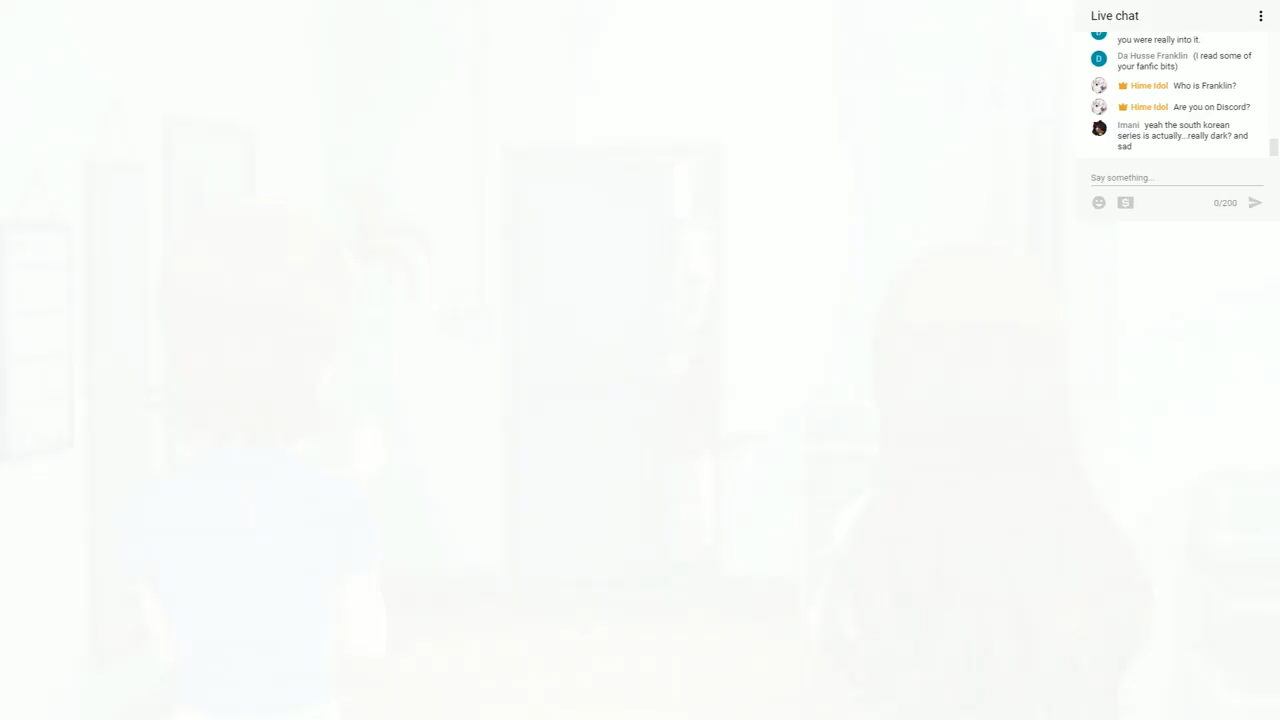 Live chat
you were really into it.
Da Husse Franklin (I read some of
your fanfic bits)
Hime Idol Who is Franklin?
Hime Idol Are you on Discord?
Imani yeah the south korean
series is actually...really dark? and
sad
Say something...
0/200